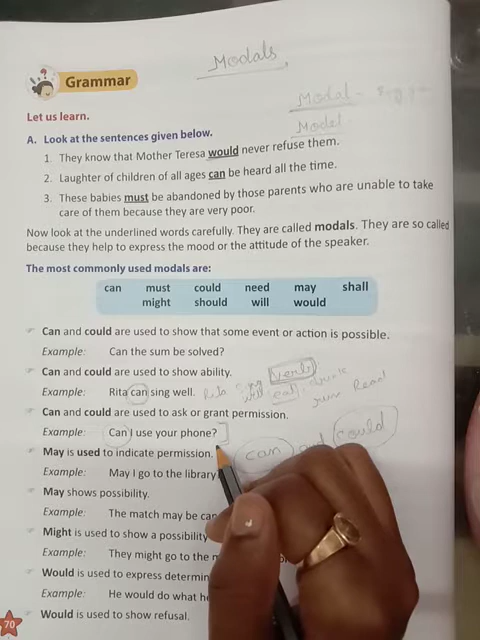 Modals
Grammar
Modal -
Model
Let us learn.
A. Look at the sentences given below.
1. They know that Mother Teresa would never refuse them.
2. Laughter of children of all ages can be heard all the time.
3. These babies must be abandoned by those parents who are unable to take
care of them because they are very poor.
Now look at the underlined words carefully. They are called modals. They are so called
because they help to express the mood or the attitude of the speaker.
The most commonly used modals are:
can must could need may shall
might should will would
Can and could are used to show that some event or action is possible.
Example: Can the sum be solved?
Can and could are used to show ability. verbs
Example: Rita can sing well. Rita sing well eat
run Read
Can and could are used to ask or grant permission.
Example: Can I use your phone? can and could
May is used to indicate permission.
Example: May I go to the library
May shows possibility.
Example: The match may be can
Might is used to show a possibility
Example: They might go to the
Would is used to express determin
Example: He would do what h
Would is used to show refusal.
70